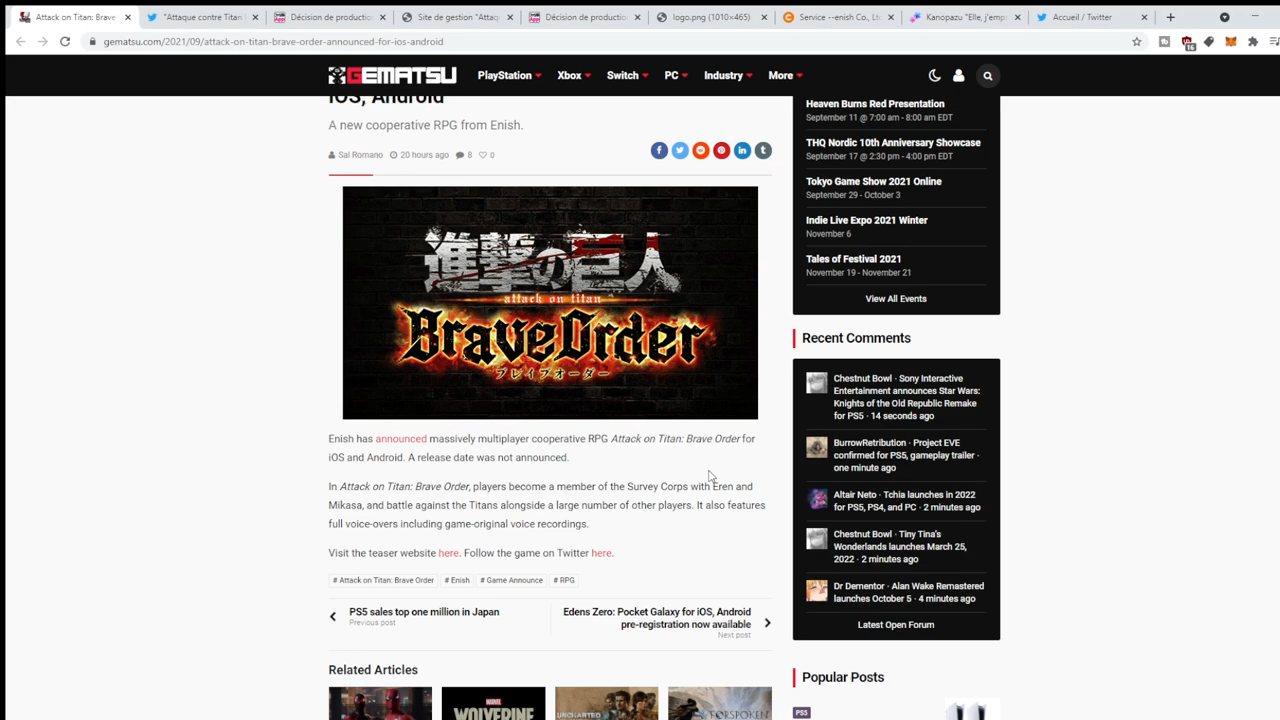 Attack on Titan: Brave
"Attaque contre Titan
Décision de productio
Site de gestion "Attaq
Décision de productio
logo.png (1010×465)
Service --enish Co., Lt
Kanopazu "Elle, j'emp
Accueil / Twitter
gematsu.com/2021/09/attack-on-titan-brave-order-announced-for-ios-android
16
GEMATSU
PlayStation
Xbox
Switch
PC
Industry
More
iOS, Android
A new cooperative RPG from Enish.
Sal Romano 20 hours ago 8 0
進撃の巨人
attack on titan
BraveOrder
ブレイブオーダー
Enish has announced massively multiplayer cooperative RPG Attack on Titan: Brave Order for
iOS and Android. A release date was not announced.
In Attack on Titan: Brave Order, players become a member of the Survey Corps with Eren and
Mikasa, and battle against the Titans alongside a large number of other players. It also features
full voice-overs including game-original voice recordings.
Visit the teaser website here. Follow the game on Twitter here.
# Attack on Titan: Brave Order # Enish # Game Announce # RPG
PS5 sales top one million in Japan
Previous post
Edens Zero: Pocket Galaxy for iOS, Android
pre-registration now available
Next post
Related Articles
MARVEL
WOLVERINE
UNCHARTED
FORSPOKEN
Heaven Burns Red Presentation
September 11 @ 7:00 am - 8:00 am EDT
THQ Nordic 10th Anniversary Showcase
September 17 @ 2:30 pm - 4:00 pm EDT
Tokyo Game Show 2021 Online
September 29 - October 3
Indie Live Expo 2021 Winter
November 6
Tales of Festival 2021
November 19 - November 21
View All Events
Recent Comments
Chestnut Bowl · Sony Interactive
Entertainment announces Star Wars:
Knights of the Old Republic Remake
for PS5 · 14 seconds ago
BurrowRetribution · Project EVE
confirmed for PS5, gameplay trailer ·
one minute ago
Altair Neto · Tchia launches in 2022
for PS5, PS4, and PC · 2 minutes ago
Chestnut Bowl · Tiny Tina's
Wonderlands launches March 25,
2022 · 2 minutes ago
Dr Dementor · Alan Wake Remastered
launches October 5 · 4 minutes ago
Latest Open Forum
Popular Posts
PS5